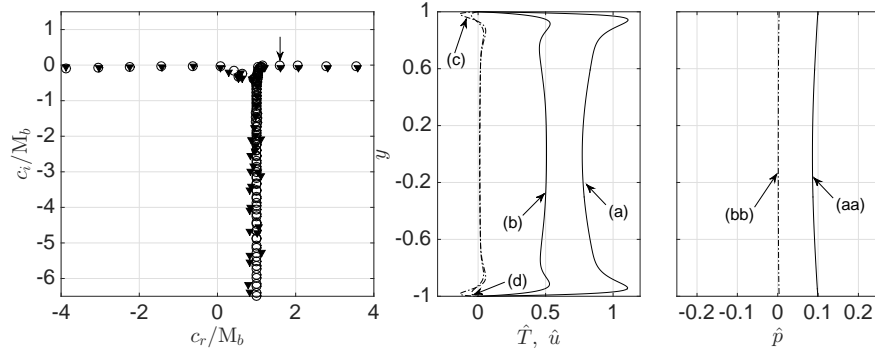 1
0
-1
-2
-3
-4
-5
-6
-4 -2 0 2 4
c_i/M_b
c_r/M_b
1
0.6
0.2
-0.2
-0.6
-1
0 0.5 1
y
T̂, û
(c)
(b)
(a)
(d)
-0.2 -0.1 0 0.1 0.2
p̂
(bb)
(aa)